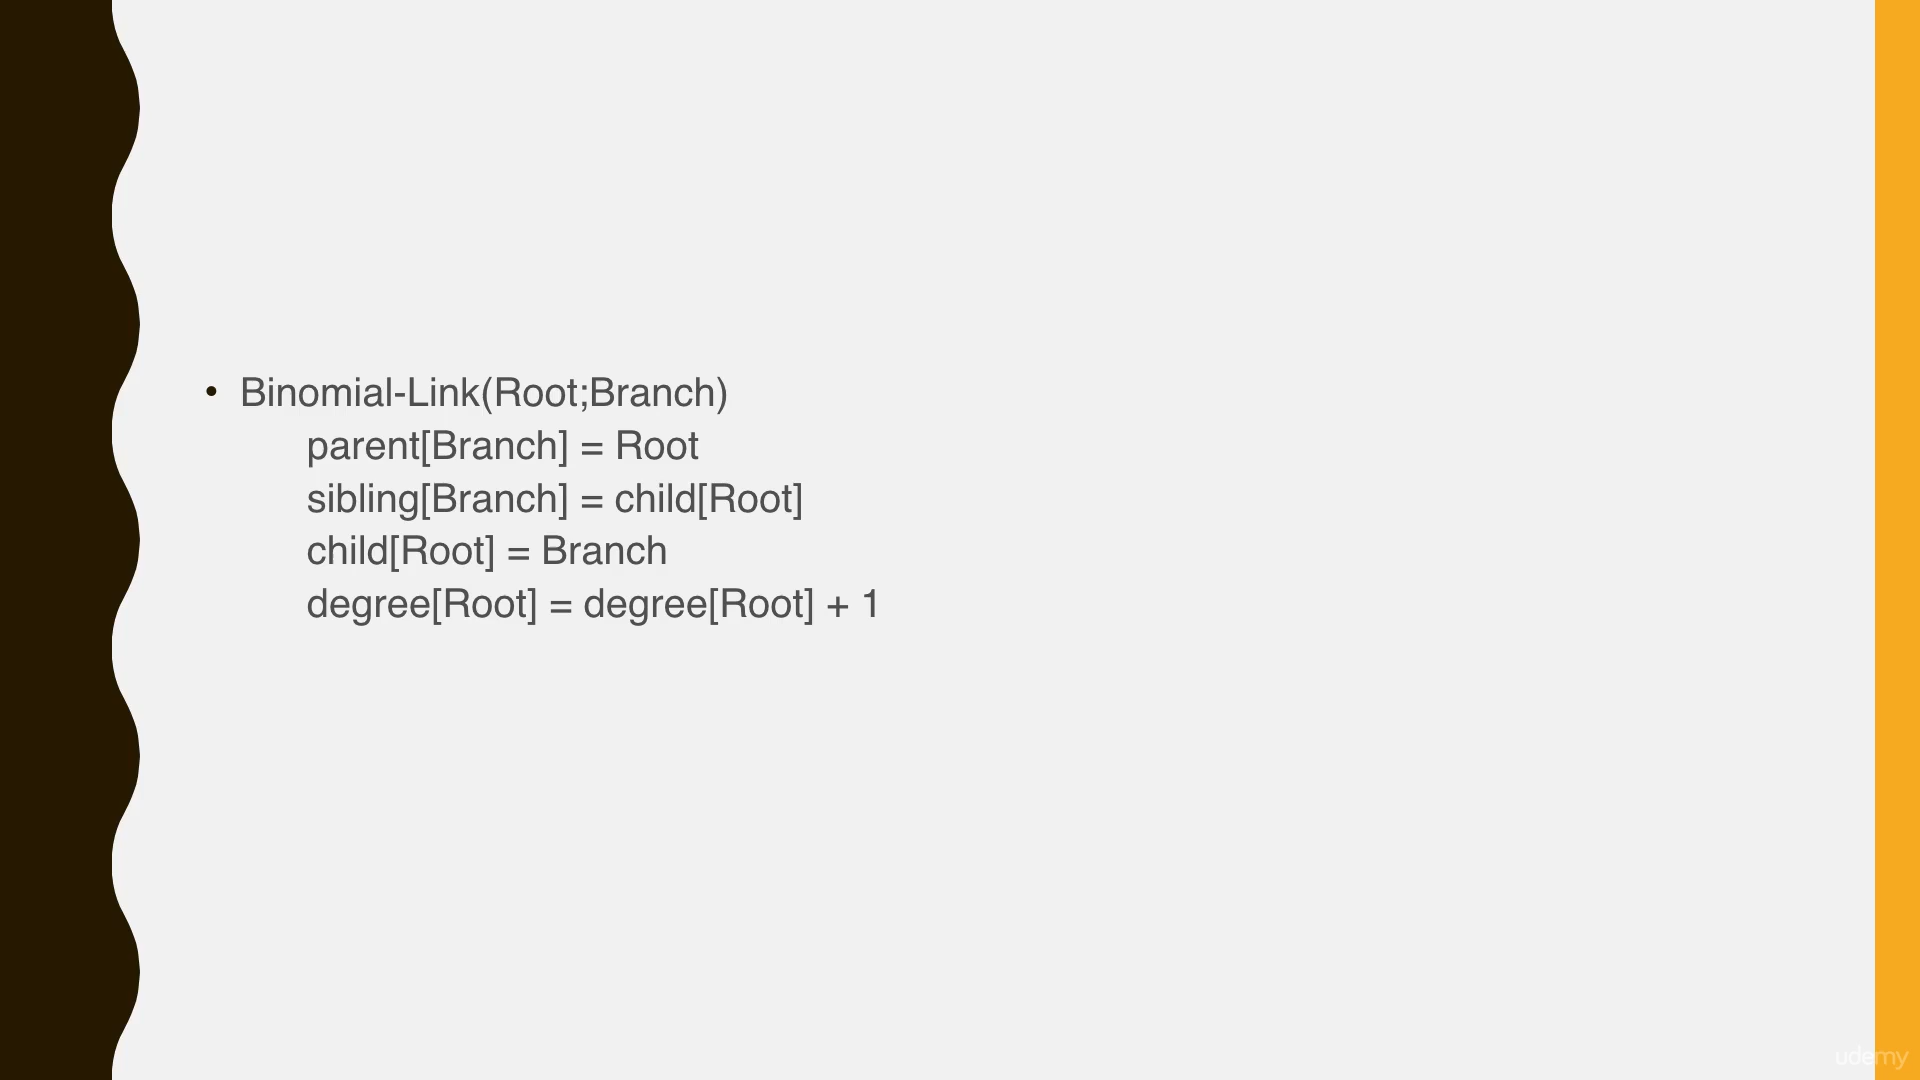 • Binomial-Link(Root;Branch)
parent[Branch] = Root
sibling[Branch] = child[Root]
child[Root] = Branch
degree[Root] = degree[Root] + 1
udemy